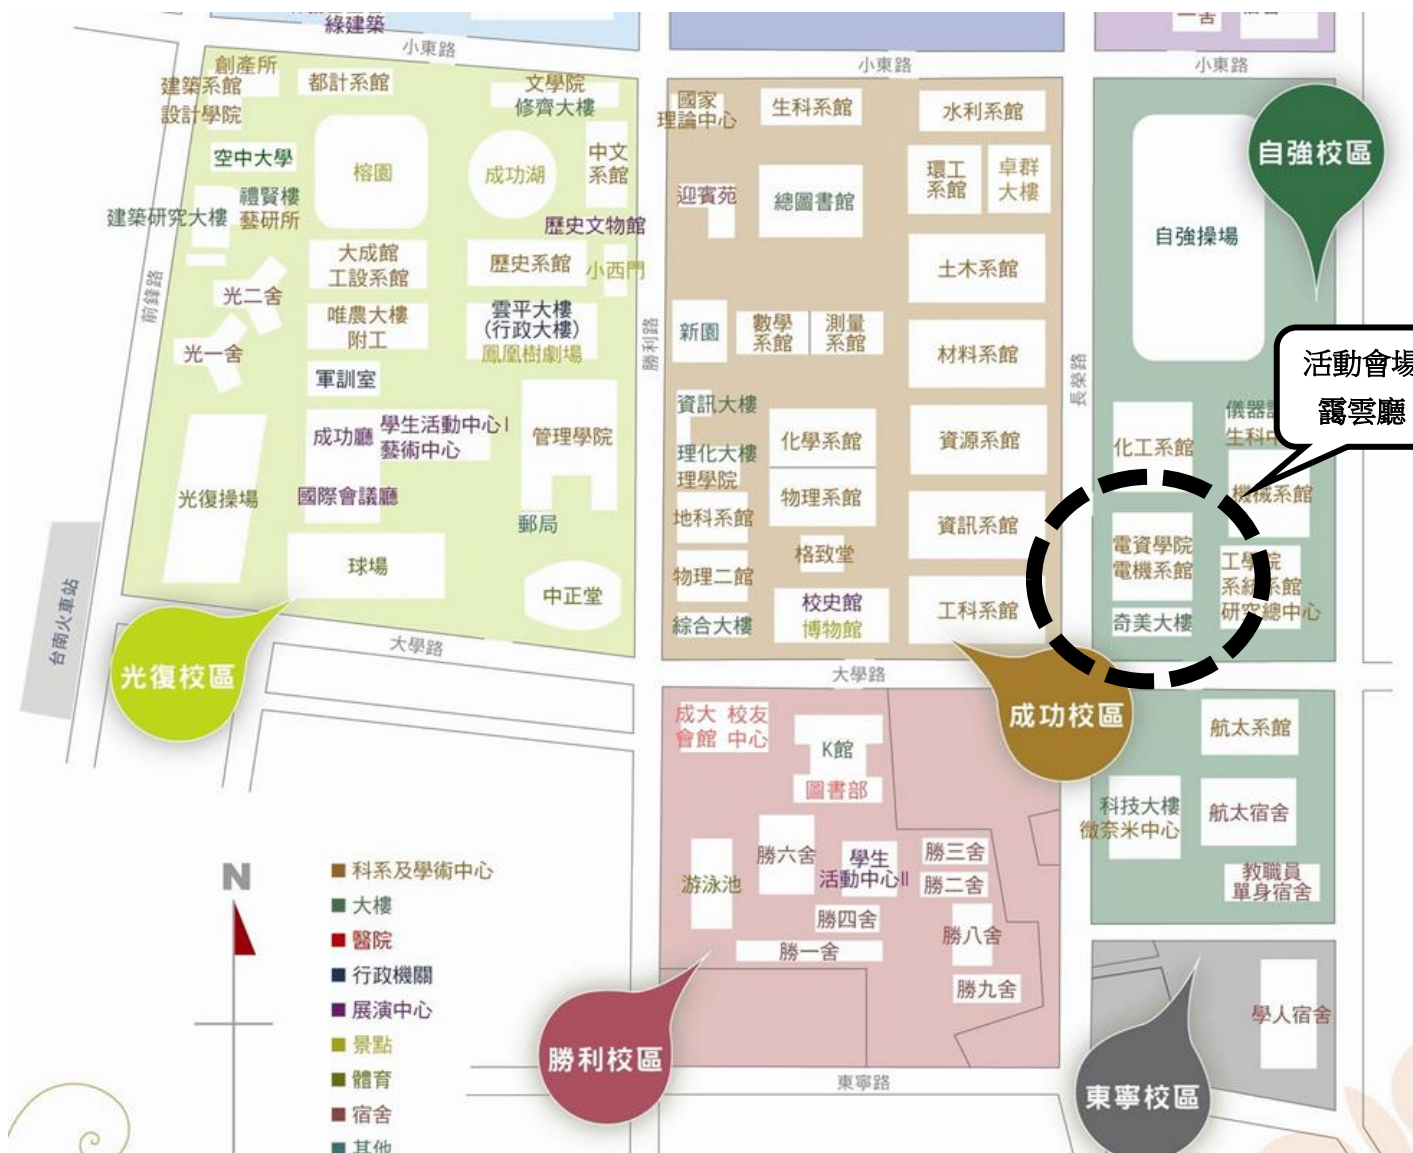 綠建築
小東路
小東路
小東路
創產所
建築系館
設計學院
都計系館
文學院
修齊大樓
空中大學
榕園
成功湖
中文
系館
禮賢樓
藝研所
建築研究大樓
歷史文物館
大成館
工設系館
歷史系館
小西門
光二舍
唯農大樓
附工
雲平大樓
(行政大樓)
鳳凰樹劇場
光一舍
軍訓室
成功廳
學生活動中心I
藝術中心
管理學院
光復操場
國際會議廳
郵局
球場
中正堂
前鋒路
勝利路
長榮路
台南火車站
大學路
光復校區
國家
理論中心
生科系館
水利系館
環工
系館
卓群
大樓
迎賓苑
總圖書館
土木系館
新園
數學
系館
測量
系館
材料系館
資訊大樓
理化大樓
理學院
化學系館
資源系館
地科系館
物理系館
資訊系館
物理二館
格致堂
校史館
博物館
工科系館
綜合大樓
大學路
成功校區
自強校區
自強操場
活動會場
靄雲廳
儀器
生科中
化工系館
機械系館
電資學院
電機系館
工學院
系統系館
研究總中心
奇美大樓
成大
會館
校友
中心
K館
圖書部
勝六舍
學生
活動中心II
勝三舍
勝二舍
游泳池
勝四舍
勝一舍
勝八舍
勝九舍
勝利校區
東寧路
航太系館
科技大樓
微奈米中心
航太宿舍
教職員
單身宿舍
學人宿舍
東寧校區
N
科系及學術中心
大樓
醫院
行政機關
展演中心
景點
體育
宿舍
其他